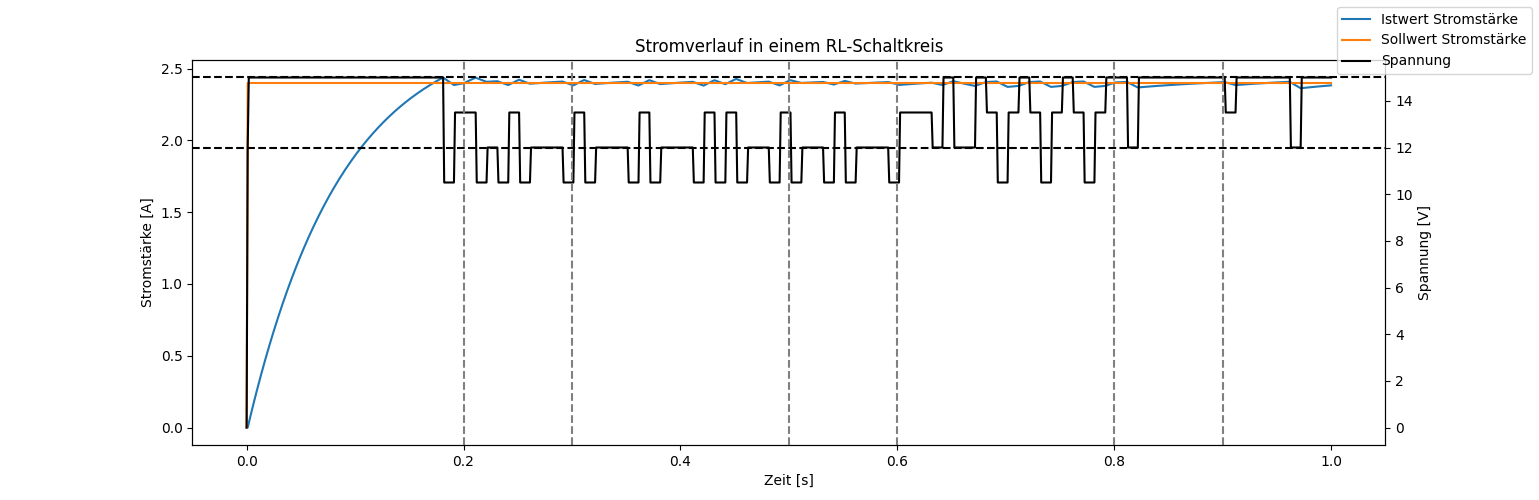 Stromverlauf in einem RL-Schaltkreis
Istwert Stromstärke
Sollwert Stromstärke
Spannung
Stromstärke [A]
2.5
2.0
1.5
1.0
0.5
0.0
0.0
0.2
0.4
0.6
0.8
1.0
Zeit [s]
14
12
10
8
6
4
2
0
Spannung [V]